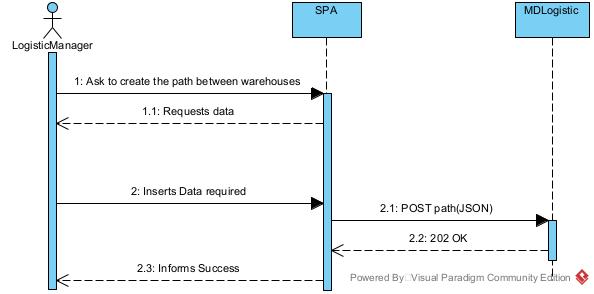 SPA
MDLogistic
LogisticManager
1: Ask to create the path between warehouses
1.1: Requests data
2: Inserts Data required
2.1: POST path(JSON)
2.2: 202 OK
2.3: Informs Success
Powered By Visual Paradigm Community Edition